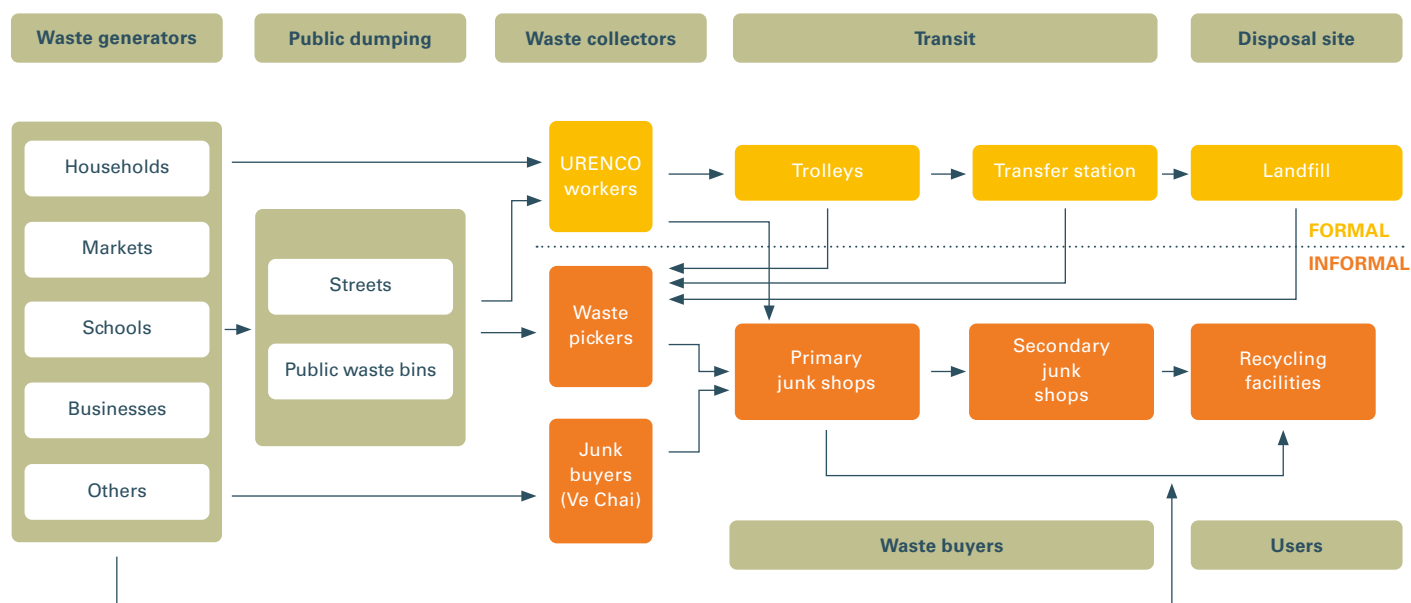 Waste generators
Public dumping
Waste collectors
Transit
Disposal site
Households
Markets
Schools
Businesses
Others
Streets
Public waste bins
URENCO
workers
Trolleys
Transfer station
Landfill
FORMAL
INFORMAL
Waste
pickers
Primary
junk shops
Secondary
junk
shops
Recycling
facilities
Junk
buyers
(Ve Chai)
Waste buyers
Users